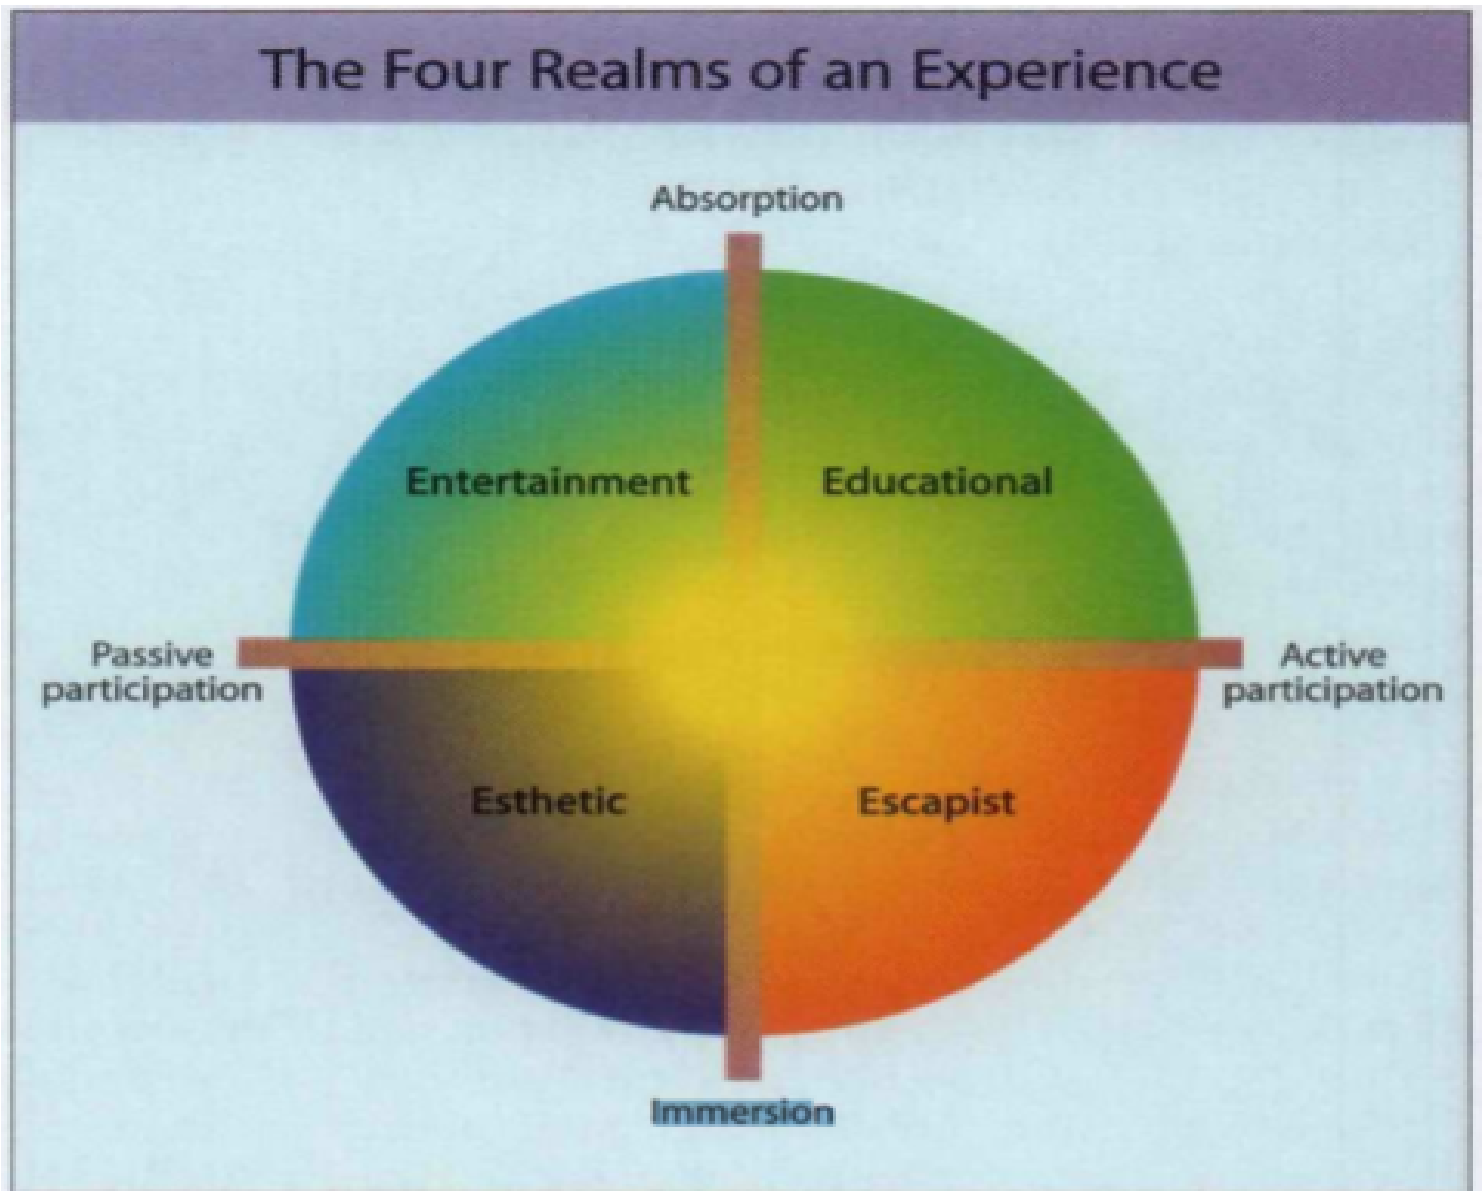 The Four Realms of an Experience
Absorption
Entertainment
Educational
Passive
participation
Active
participation
Esthetic
Escapist
Immersion